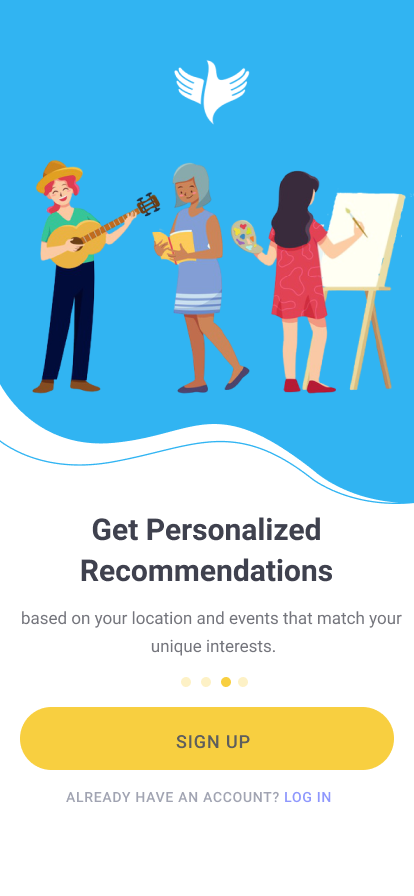 Get Personalized
Recommendations
based on your location and events that match your
unique interests.
SIGN UP
ALREADY HAVE AN ACCOUNT? LOG IN